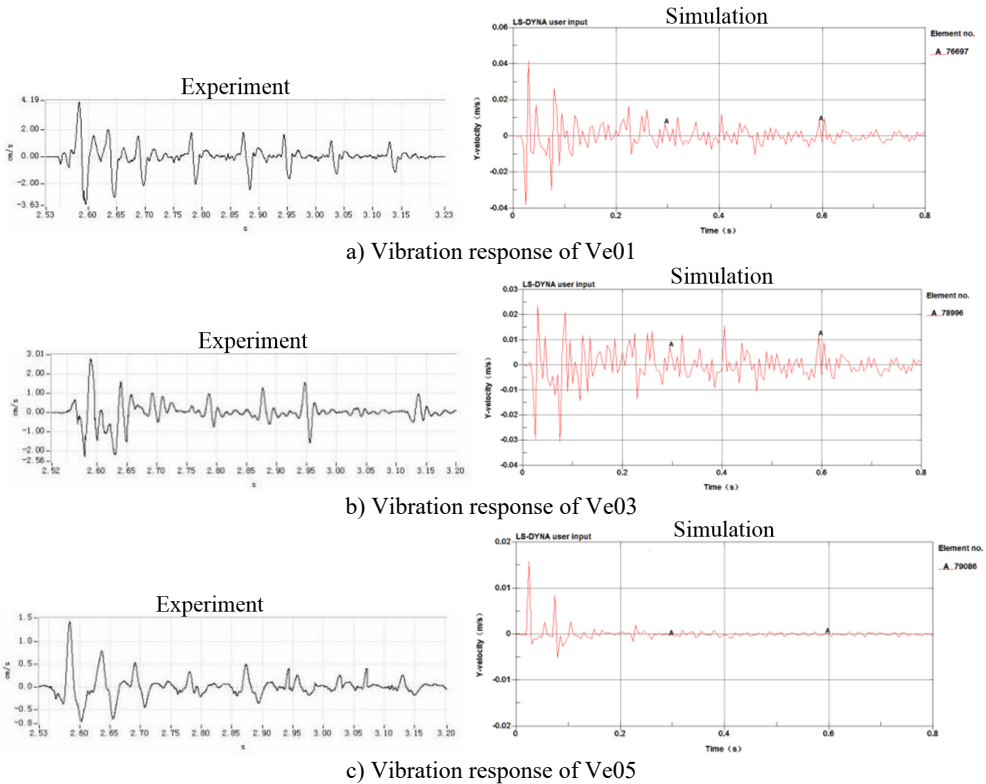 Simulation
LS-DYNA user input
Experiment
4.19
2.00
0.00
-2.00
-3.63
cm/s
2.53 2.60 2.65 2.70 2.75 2.80 2.85 2.90 2.95 3.00 3.05 3.10 3.15 3.23
s
0.06
0.04
0.02
0
-0.02
-0.04
Y-velocity (m/s)
A
A
0 0.2 0.4 0.6 0.8
Time (s)
Element no.
A 76697
a) Vibration response of Ve01
Simulation
LS-DYNA user input
Experiment
3.01
2.00
1.00
0.00
-1.00
-2.00
-2.56
cm/s
2.52 2.60 2.65 2.70 2.75 2.80 2.85 2.90 2.95 3.00 3.05 3.10 3.20
s
0.03
0.02
0.01
0
-0.01
-0.02
-0.03
-0.04
Y-velocity (m/s)
A
A
0 0.2 0.4 0.6 0.8
Time (s)
Element no.
A 78996
b) Vibration response of Ve03
Simulation
LS-DYNA user input
Experiment
1.5
1.0
0.5
0.0
-0.5
-0.8
cm/s
2.53 2.60 2.65 2.70 2.75 2.80 2.85 2.90 2.95 3.00 3.05 3.10 3.20
s
0.02
0.01
0
-0.01
-0.02
Y-velocity (m/s)
A
A
0 0.2 0.4 0.6 0.8
Time (s)
Element no.
A 79086
c) Vibration response of Ve05